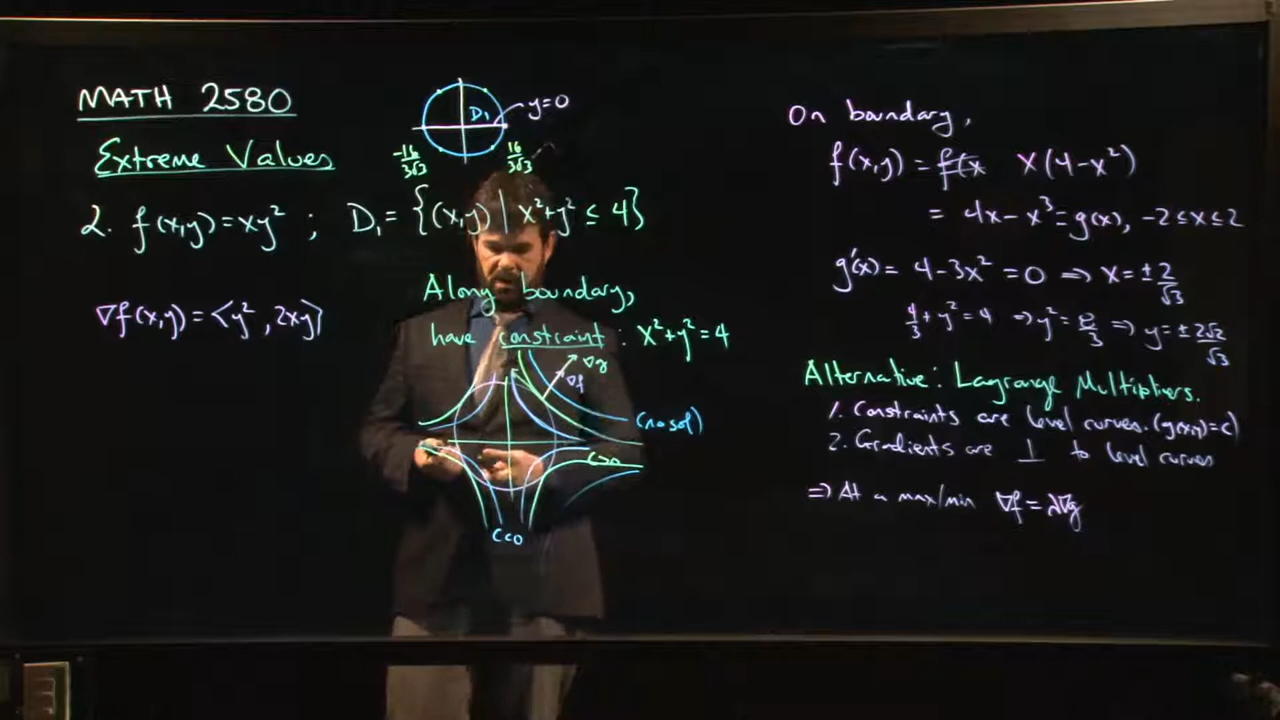 MATH 2580
Extreme Values
D₁
y=0
-16/3√3
16/3√3
2. f(x,y)=xy² ; D₁= {(x,y) | x²+y² ≤ 4}
∇f(x,y)=⟨y², 2xy⟩
Along boundary,
have constraint : x²+y²=4
∇g
∇f
(no sol)
C>0
C<0
On boundary,
f(x,y)= f(x x(4-x²)
= 4x-x³=g(x), -2≤x≤2
g'(x)= 4-3x² =0 ⇒ x=±2/√3
4/3+y²=4 ⇒y²=8/3 ⇒ y=±2√2/√3
Alternative: Lagrange Multipliers.
1. Constraints are level curves. (g(x,y)=c)
2. Gradients are ⊥ to level curves
⇒ At a max/min ∇f=λ∇g